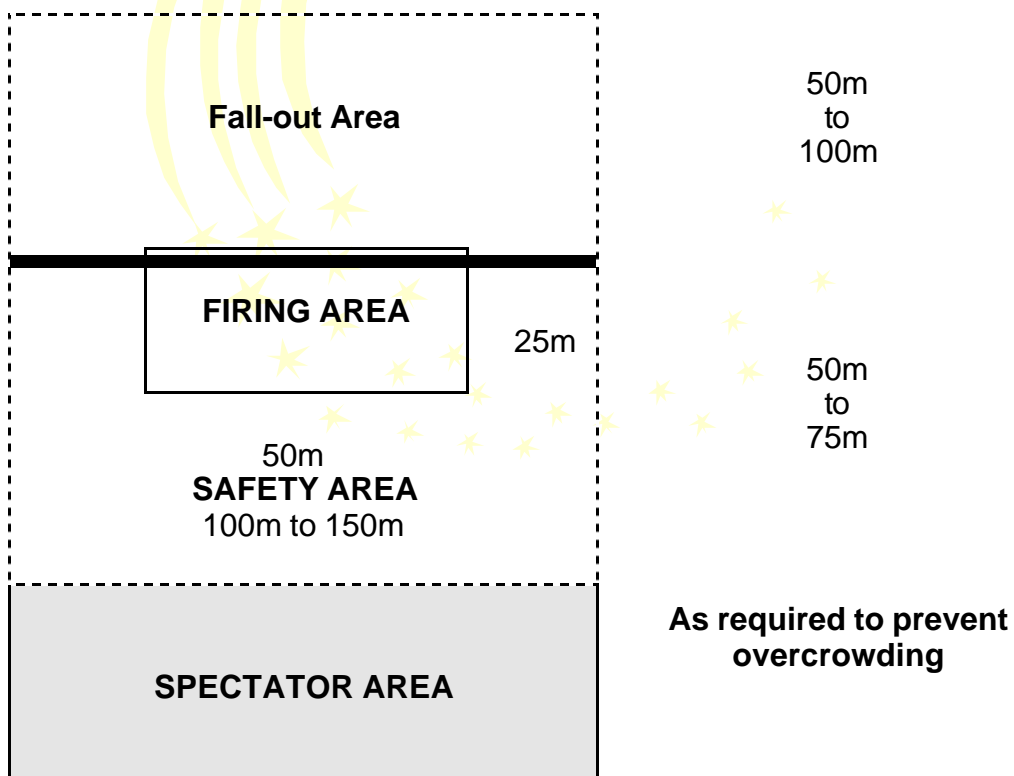 Fall-out Area
50m
to
100m
FIRING AREA
25m
50m
to
75m
50m
SAFETY AREA
100m to 150m
As required to prevent
overcrowding
SPECTATOR AREA